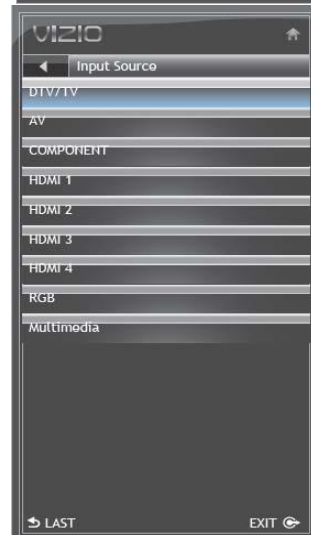 VIZIO
Input Source
DTV/TV
AV
COMPONENT
HDMI 1
HDMI 2
HDMI 3
HDMI 4
RGB
Multimedia
LAST EXIT